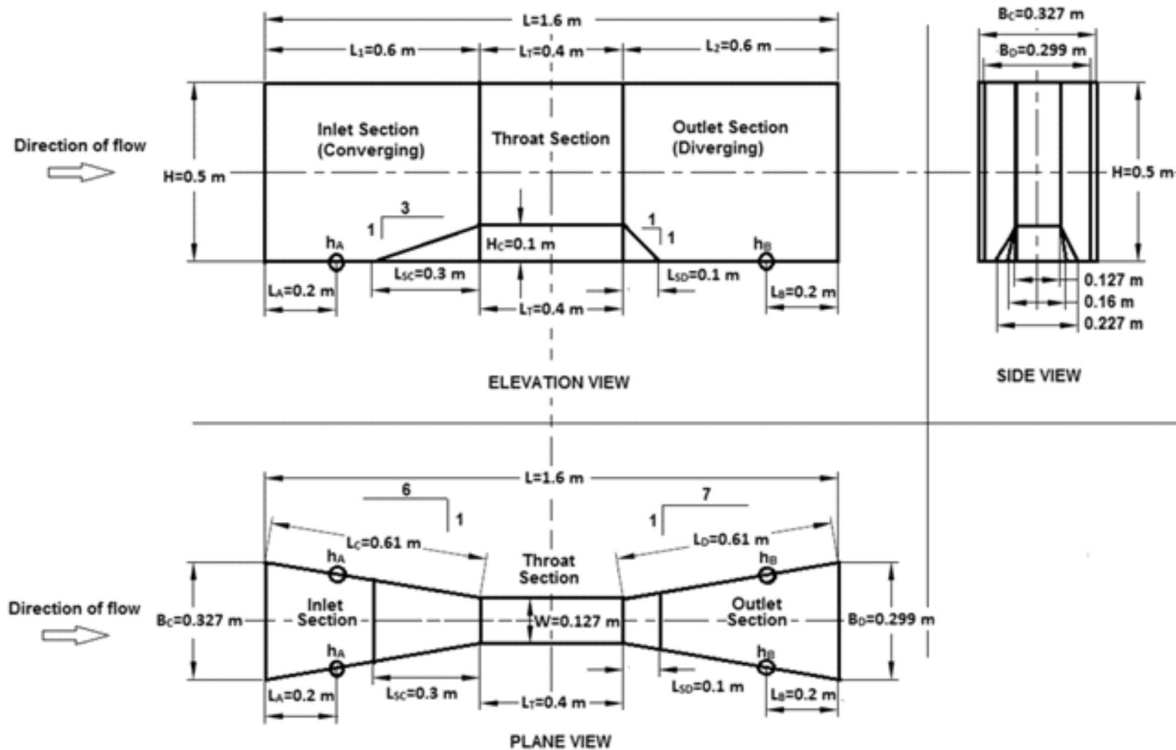 L=1.6 m
L₁=0.6 m
L_T=0.4 m
L₂=0.6 m
B_C=0.327 m
B_D=0.299 m
Direction of flow
H=0.5 m
Inlet Section
(Converging)
Throat Section
Outlet Section
(Diverging)
H=0.5 m
3
1
h_A
H_C=0.1 m
1
1
h_B
L_A=0.2 m
L_SC=0.3 m
L_T=0.4 m
L_SD=0.1 m
L_B=0.2 m
0.127 m
0.16 m
0.227 m
ELEVATION VIEW
SIDE VIEW
L=1.6 m
6
1
7
1
L_C=0.61 m
L_D=0.61 m
h_A
Throat
Section
h_B
Direction of flow
B_C=0.327 m
Inlet
Section
W=0.127 m
Outlet
Section
B_D=0.299 m
h_A
h_B
L_A=0.2 m
L_SC=0.3 m
L_T=0.4 m
L_SD=0.1 m
L_B=0.2 m
PLANE VIEW